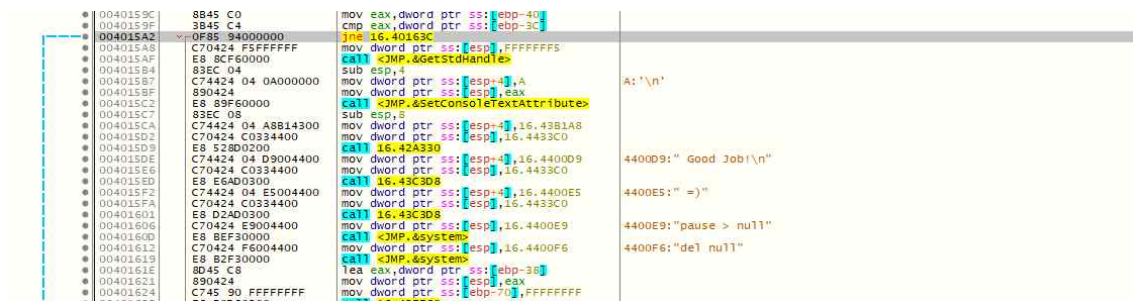 0040159C 8B45 C0 mov eax,dword ptr ss:[ebp-40]
0040159F 3B45 C4 cmp eax,dword ptr ss:[ebp-3C]
004015A2 0F85 94000000 jne 16.40163C
004015A8 C70424 F5FFFFFF mov dword ptr ss:[esp],FFFFFFF5
004015AF E8 8CF60000 call <JMP.&GetStdHandle>
004015B4 83EC 04 sub esp,4
004015B7 C74424 04 0A000000 mov dword ptr ss:[esp+4],A A:'\n'
004015BF 890424 mov dword ptr ss:[esp],eax
004015C2 E8 89F60000 call <JMP.&SetConsoleTextAttribute>
004015C7 83EC 08 sub esp,8
004015CA C74424 04 A8B14300 mov dword ptr ss:[esp+4],16.43B1A8
004015D2 C70424 C0334400 mov dword ptr ss:[esp],16.4433C0
004015D9 E8 528D0200 call 16.42A330
004015DE C74424 04 D9004400 mov dword ptr ss:[esp+4],16.4400D9 4400D9:" Good Job!\n"
004015E6 C70424 C0334400 mov dword ptr ss:[esp],16.4433C0
004015ED E8 E6AD0300 call 16.43C3D8
004015F2 C74424 04 E5004400 mov dword ptr ss:[esp+4],16.4400E5 4400E5:" =)"
004015FA C70424 C0334400 mov dword ptr ss:[esp],16.4433C0
00401601 E8 D2AD0300 call 16.43C3D8
00401606 C70424 E9004400 mov dword ptr ss:[esp],16.4400E9 4400E9:"pause > null"
0040160D E8 BEF30000 call <JMP.&system>
00401612 C70424 F6004400 mov dword ptr ss:[esp],16.4400F6 4400F6:"del null"
00401619 E8 B2F30000 call <JMP.&system>
0040161E 8D45 C8 lea eax,dword ptr ss:[ebp-38]
00401621 890424 mov dword ptr ss:[esp],eax
00401624 C745 90 FFFFFFFF mov dword ptr ss:[ebp-70],FFFFFFFF